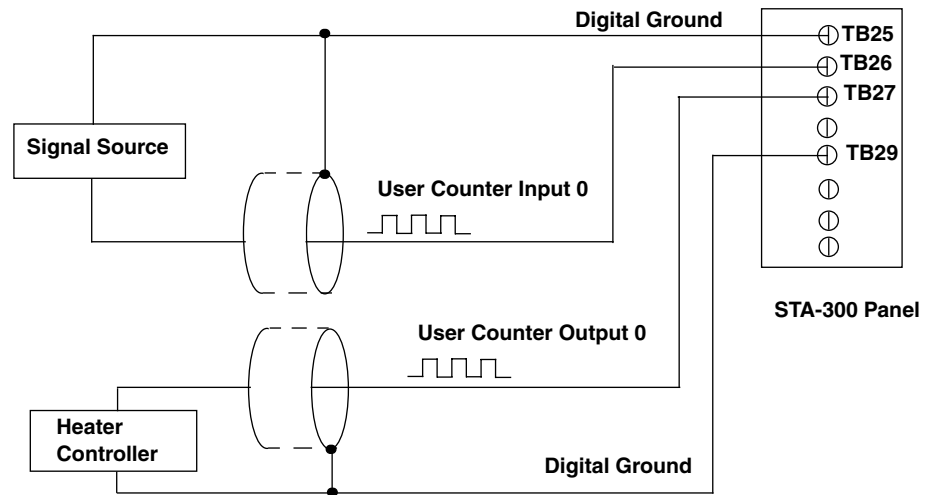 Digital Ground
TB25
TB26
TB27
Signal Source
TB29
User Counter Input 0
STA-300 Panel
User Counter Output 0
Heater
Controller
Digital Ground